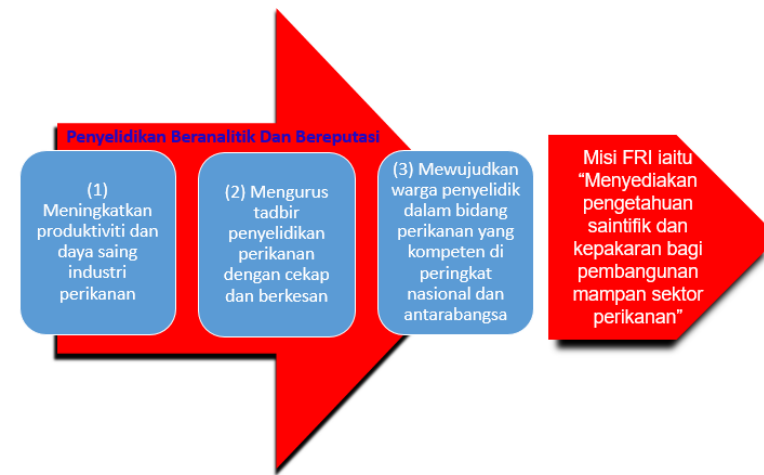 Penyelidikan Beranalitik Dan Bereputasi
(1)
Meningkatkan
produktiviti dan
daya saing
industri
perikanan
(2) Mengurus
tadbir
penyelidikan
perikanan
dengan cekap
dan berkesan
(3) Mewujudkan
warga penyelidik
dalam bidang
perikanan yang
kompeten di
peringkat
nasional dan
antarabangsa
Misi FRI iaitu
“Menyediakan
pengetahuan
saintifik dan
kepakaran bagi
pembangunan
mampan sektor
perikanan”